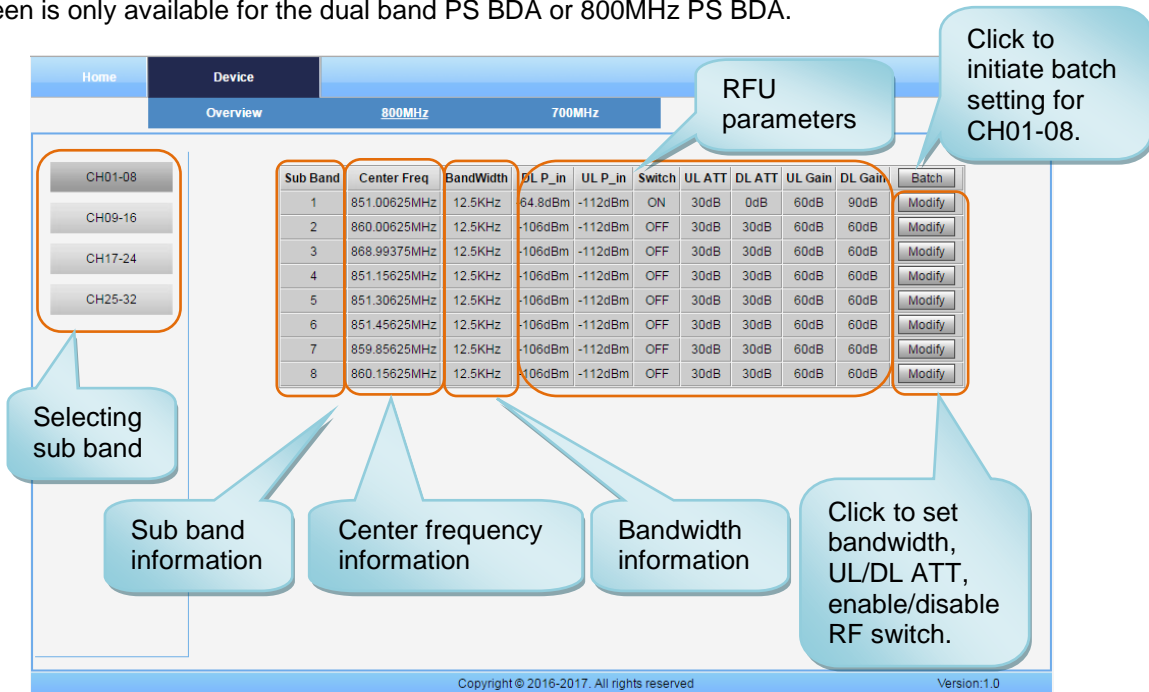 een is only available for the dual band PS BDA or 800MHz PS BDA.
Click to
initiate batch
setting for
CH01-08.
Home Device
RFU
parameters
Overview 800MHz 700MHz
CH01-08
CH09-16
CH17-24
CH25-32
Sub Band Center Freq BandWidth DL P_in UL P_in Switch UL ATT DL ATT UL Gain DL Gain Batch
1 851.00625MHz 12.5KHz -64.8dBm -112dBm ON 30dB 0dB 60dB 90dB Modify
2 860.00625MHz 12.5KHz -106dBm -112dBm OFF 30dB 30dB 60dB 60dB Modify
3 868.99375MHz 12.5KHz -106dBm -112dBm OFF 30dB 30dB 60dB 60dB Modify
4 851.15625MHz 12.5KHz -106dBm -112dBm OFF 30dB 30dB 60dB 60dB Modify
5 851.30625MHz 12.5KHz -106dBm -112dBm OFF 30dB 30dB 60dB 60dB Modify
6 851.45625MHz 12.5KHz -106dBm -112dBm OFF 30dB 30dB 60dB 60dB Modify
7 859.85625MHz 12.5KHz -106dBm -112dBm OFF 30dB 30dB 60dB 60dB Modify
8 860.15625MHz 12.5KHz -106dBm -112dBm OFF 30dB 30dB 60dB 60dB Modify
Selecting
sub band
Sub band
information
Center frequency
information
Bandwidth
information
Click to set
bandwidth,
UL/DL ATT,
enable/disable
RF switch.
Copyright © 2016-2017. All rights reserved Version:1.0